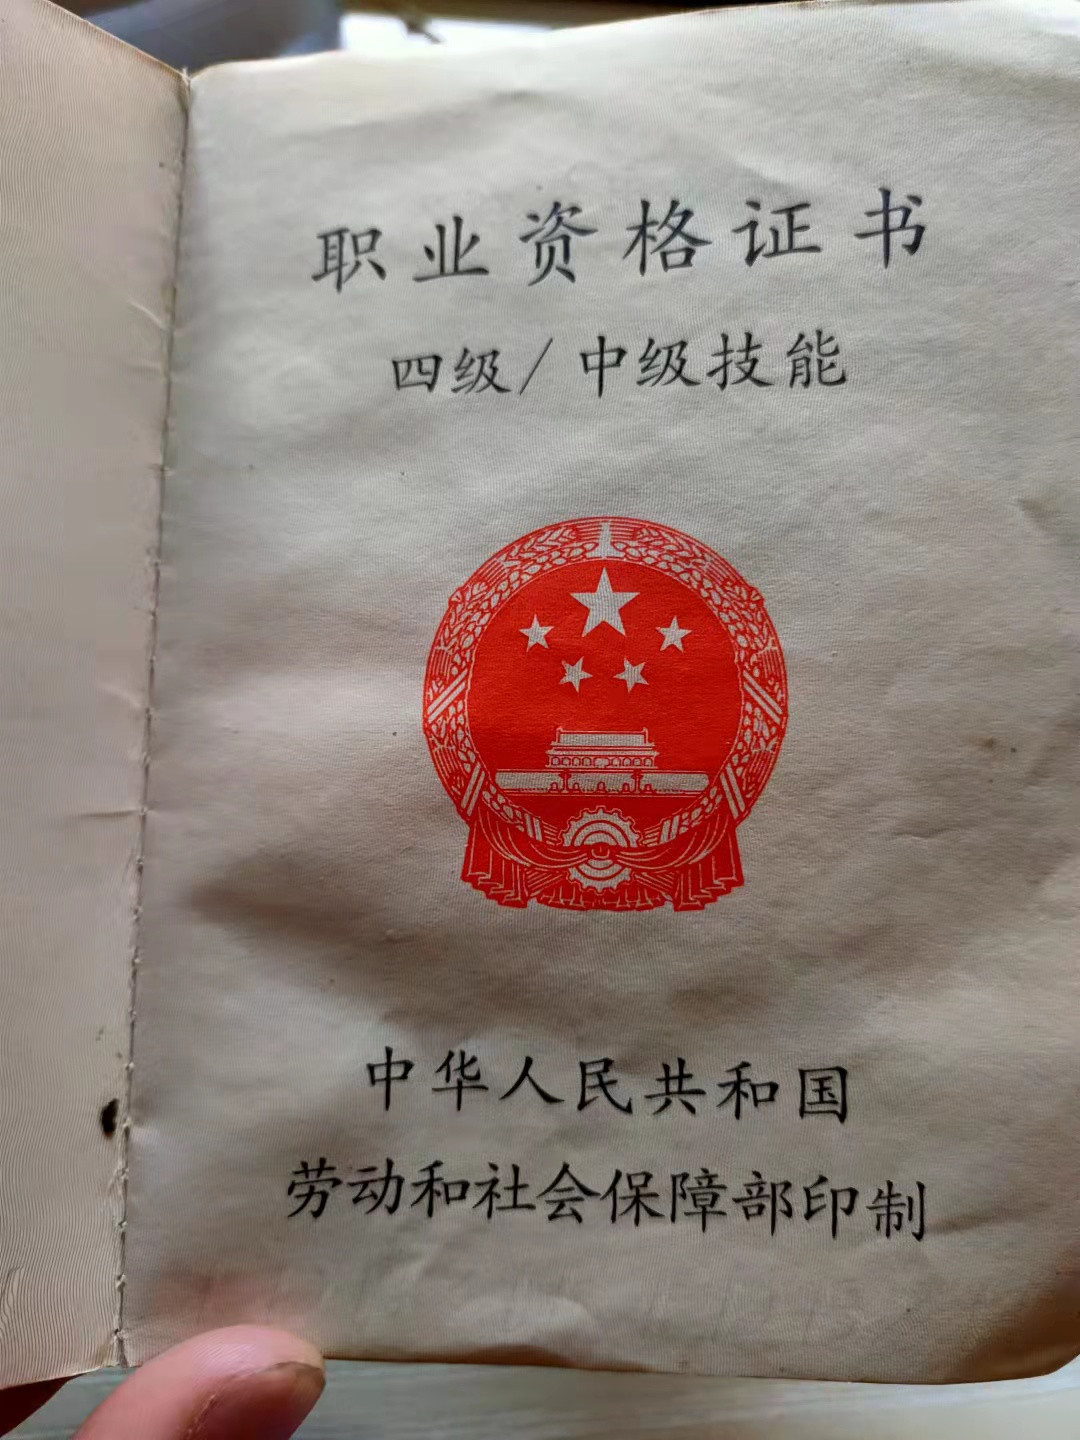 职业资格证书
四级/中级技能
中华人民共和国
劳动和社会保障部印制